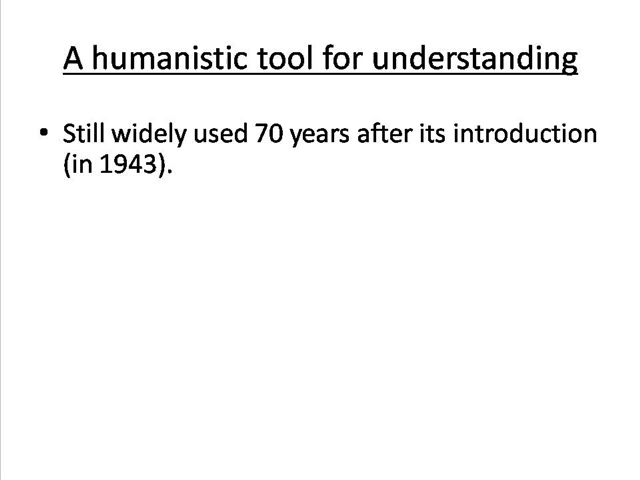 A humanistic tool for understanding
• Still widely used 70 years after its introduction
(in 1943).